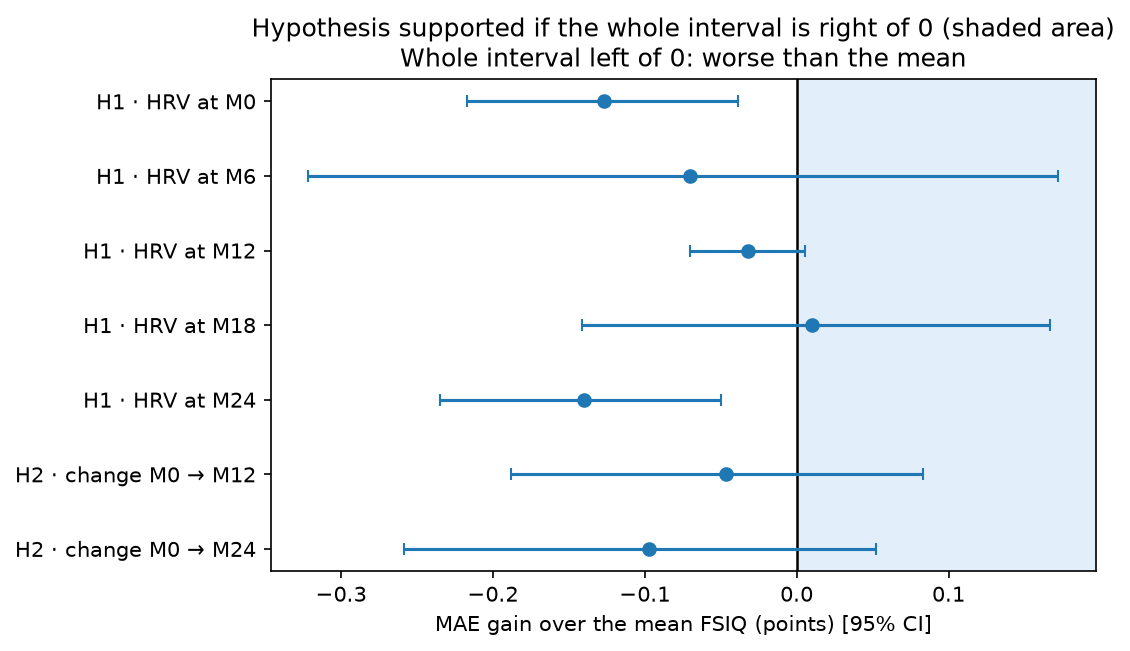 Hypothesis supported if the whole interval is right of 0 (shaded area)
Whole interval left of 0: worse than the mean
H1 · HRV at M0
H1 · HRV at M6
H1 · HRV at M12
H1 · HRV at M18
H1 · HRV at M24
H2 · change M0 → M12
H2 · change M0 → M24
−0.3 −0.2 −0.1 0.0 0.1
MAE gain over the mean FSIQ (points) [95% CI]